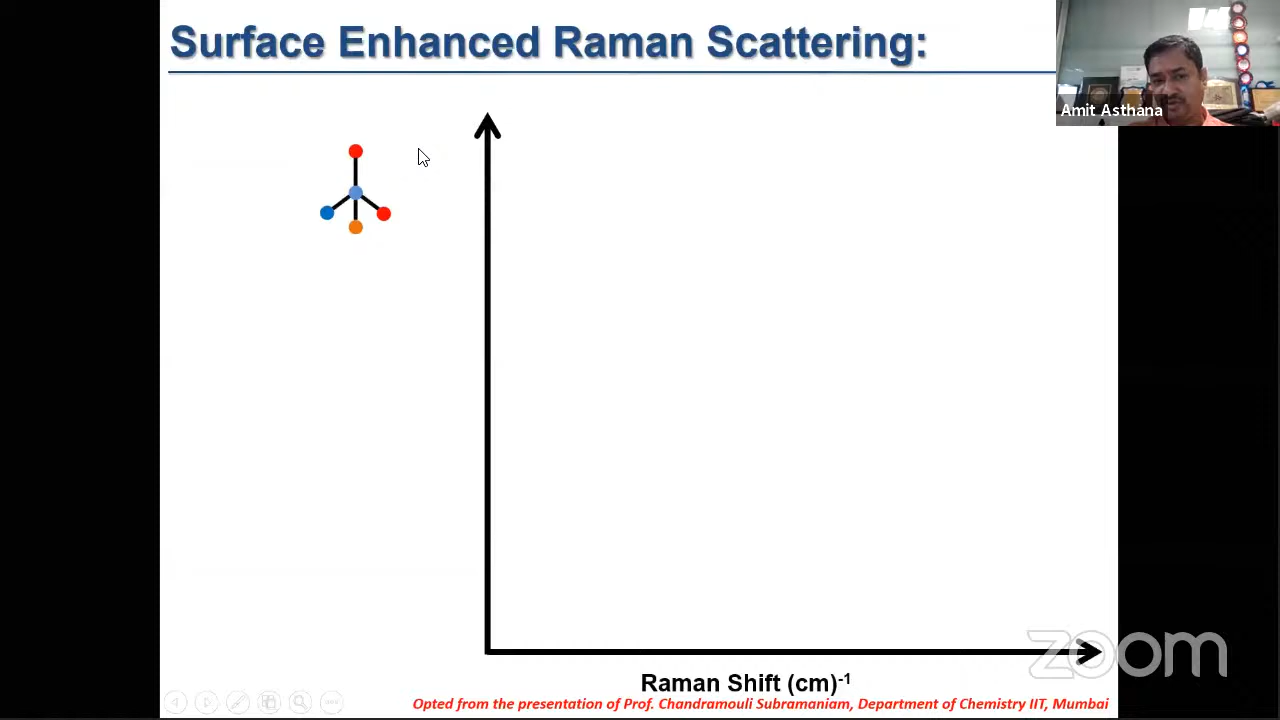 Surface Enhanced Raman Scattering:
Amit Asthana
zoom
Raman Shift (cm)-1
Opted from the presentation of Prof. Chandramouli Subramaniam, Department of Chemistry IIT, Mumbai